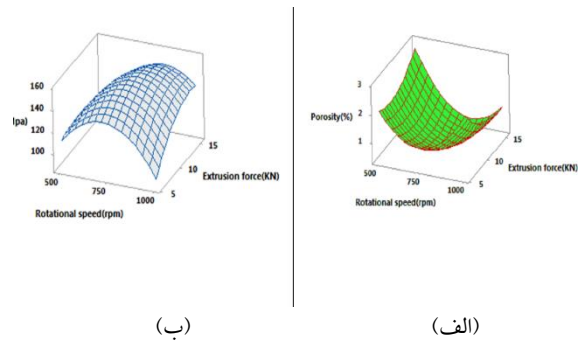 160
140
120
100
lpa)
500
750
1000
5
10
15
Extrusion force(KN)
Rotational speed(rpm)
3
2
1
Porosity(%)
500
750
1000
5
10
15
Extrusion force(KN)
Rotational speed(rpm)
(الف)
(ب)